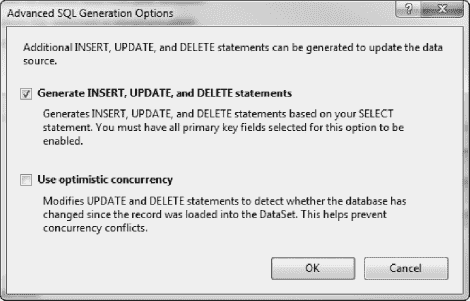 Advanced SQL Generation Options
?
Additional INSERT, UPDATE, and DELETE statements can be generated to update the data
source.
Generate INSERT, UPDATE, and DELETE statements
Generates INSERT, UPDATE, and DELETE statements based on your SELECT
statement. You must have all primary key fields selected for this option to be
enabled.
Use optimistic concurrency
Modifies UPDATE and DELETE statements to detect whether the database has
changed since the record was loaded into the DataSet. This helps prevent
concurrency conflicts.
OK Cancel